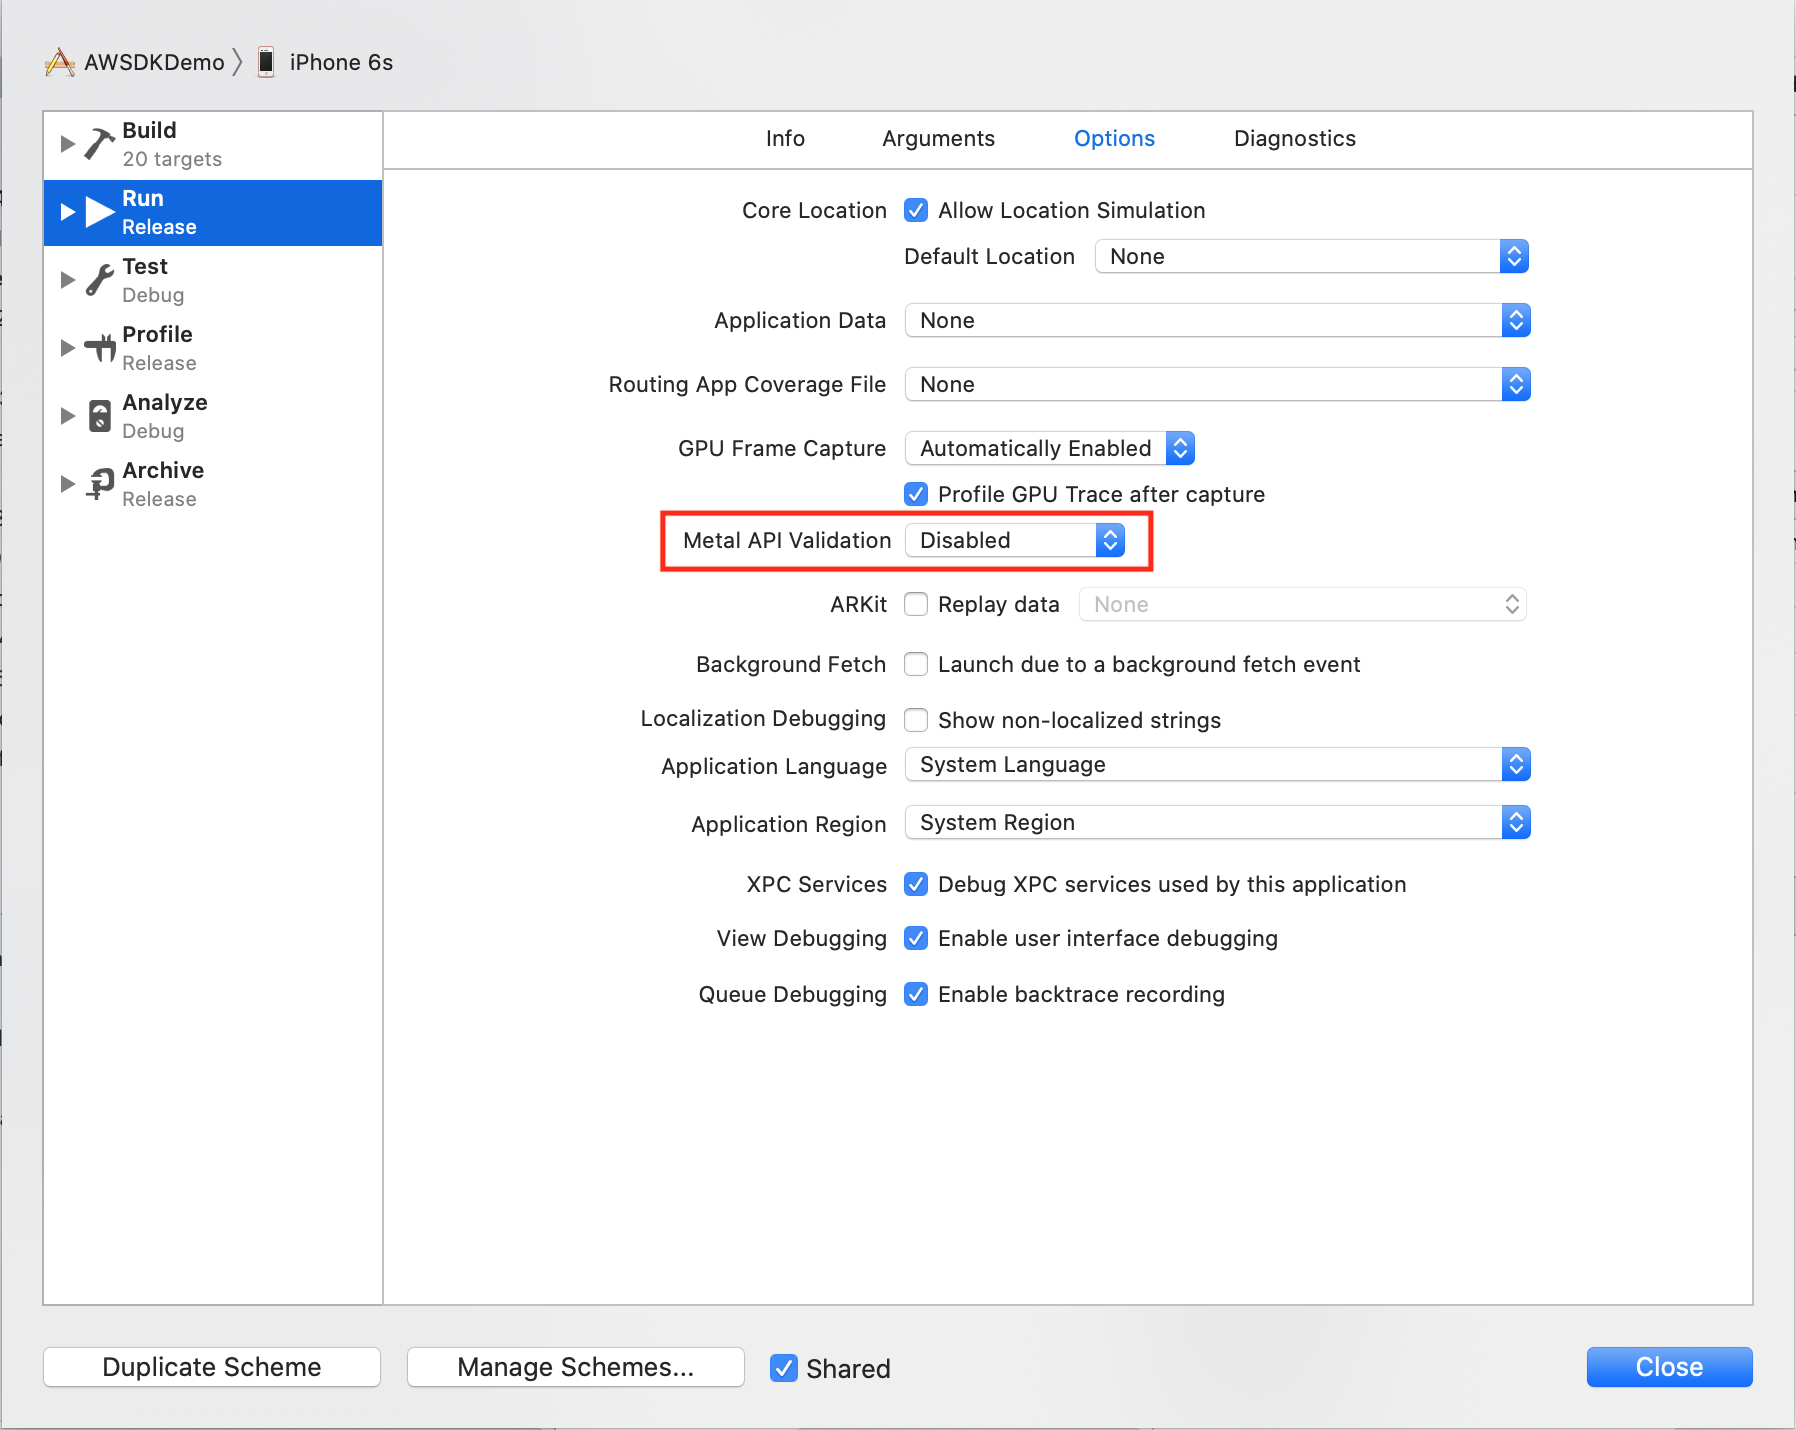 AWSDKDemo
iPhone 6s
Build
20 targets
Run
Release
Test
Debug
Profile
Release
Analyze
Debug
Archive
Release
Info Arguments Options Diagnostics
Core Location Allow Location Simulation
Default Location None
Application Data None
Routing App Coverage File None
GPU Frame Capture Automatically Enabled
Profile GPU Trace after capture
Metal API Validation Disabled
ARKit Replay data None
Background Fetch Launch due to a background fetch event
Localization Debugging Show non-localized strings
Application Language System Language
Application Region System Region
XPC Services Debug XPC services used by this application
View Debugging Enable user interface debugging
Queue Debugging Enable backtrace recording
Duplicate Scheme Manage Schemes... Shared Close